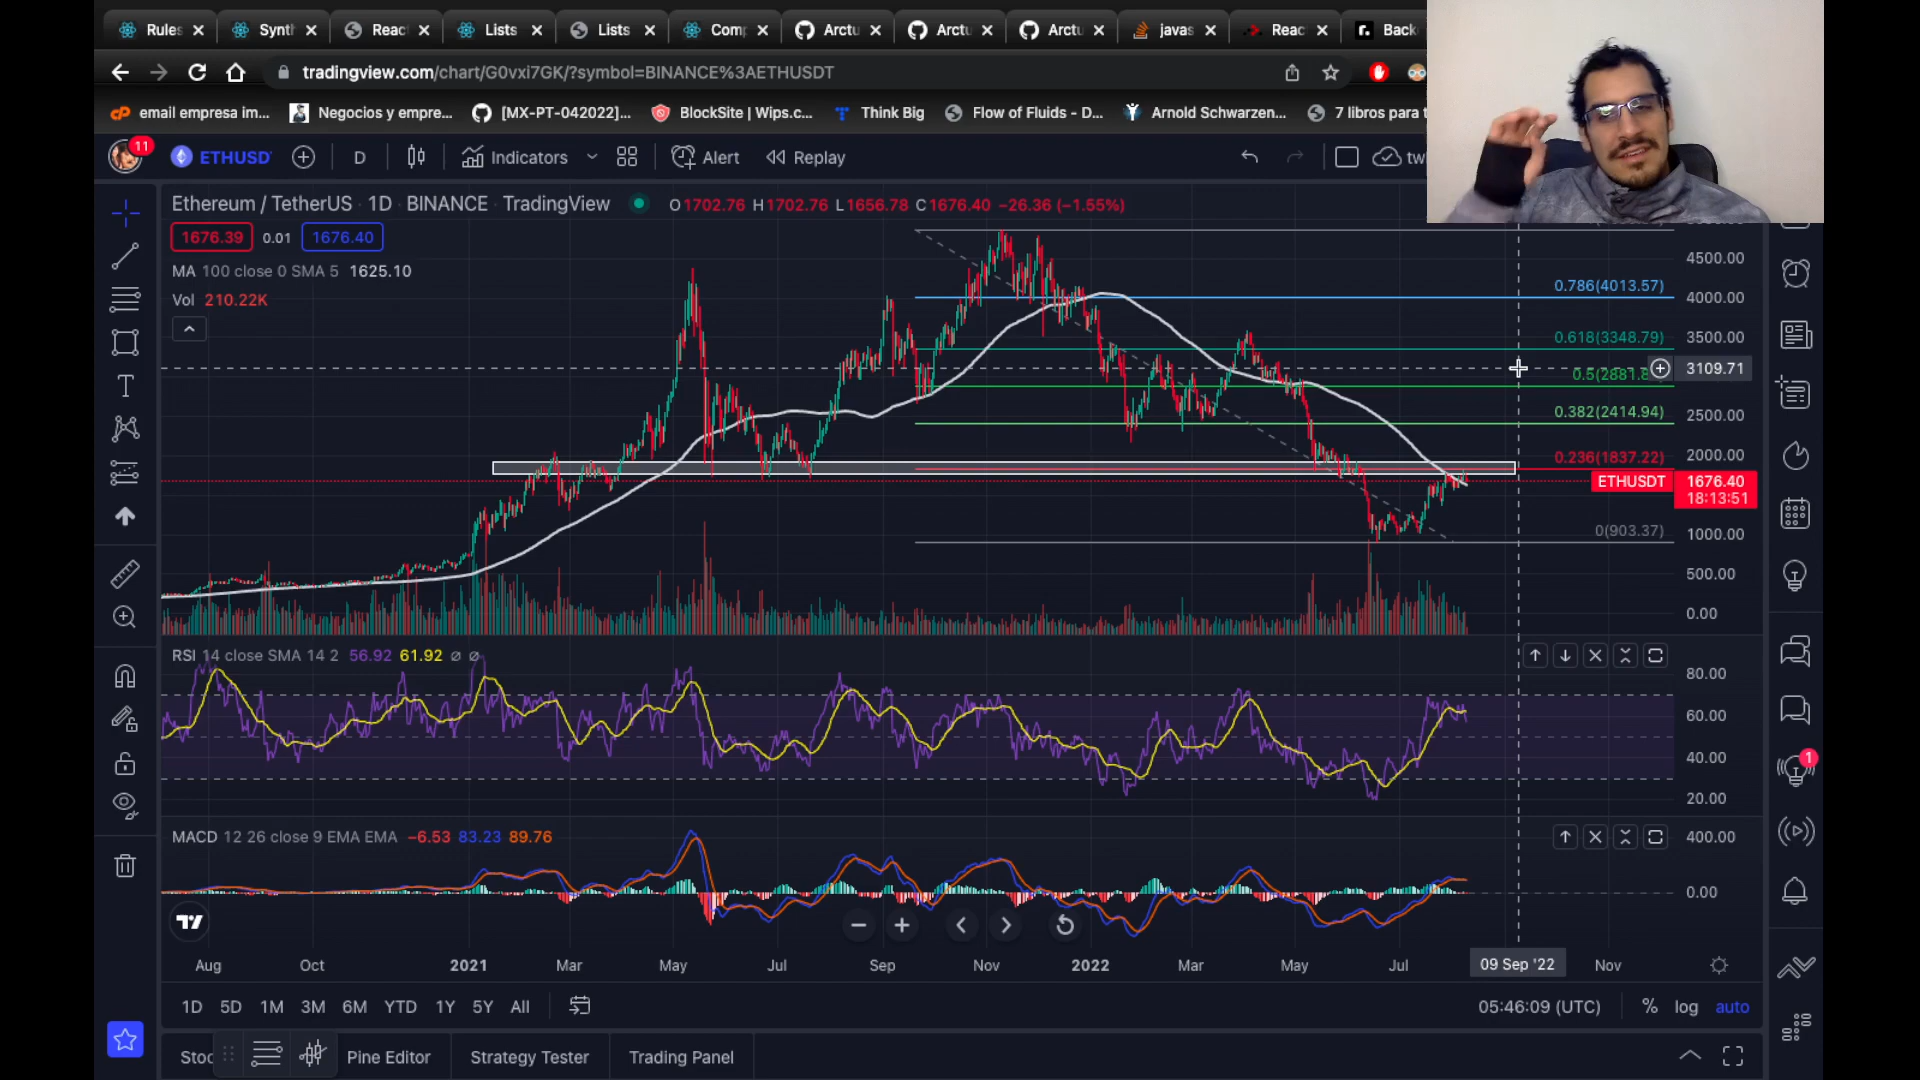 Rules
Synth
Reac
Lists
Lists
Comp
Arctu
Arctu
Arctu
javas
Reac
Back
tradingview.com/chart/G0vxi7GK/?symbol=BINANCE%3AETHUSDT
email empresa im...
Negocios y empre...
[MX-PT-042022]...
BlockSite | Wips.c...
Think Big
Flow of Fluids - D...
Arnold Schwarzen...
7 libros para t
11
ETHUSD
D
Indicators
Alert
Replay
tw
Ethereum / TetherUS · 1D · BINANCE · TradingView
O1702.76 H1702.76 L1656.78 C1676.40 −26.36 (−1.55%)
1676.39 0.01 1676.40
MA 100 close 0 SMA 5 1625.10
Vol 210.22K
4500.00
0.786(4013.57)
4000.00
0.618(3348.79)
3500.00
3109.71
0.382(2414.94)
2500.00
0.236(1837.22)
2000.00
ETHUSDT 1676.40
18:13:51
0(903.37)
1000.00
500.00
0.00
RSI 14 close SMA 14 2 56.92 61.92 ∅ ∅
80.00
60.00
40.00
20.00
MACD 12 26 close 9 EMA EMA −6.53 83.23 89.76
400.00
0.00
1
Aug Oct 2021 Mar May Jul Sep Nov 2022 Mar May Jul 09 Sep '22 Nov
1D 5D 1M 3M 6M YTD 1Y 5Y All
05:46:09 (UTC) % log auto
Stoc Pine Editor Strategy Tester Trading Panel